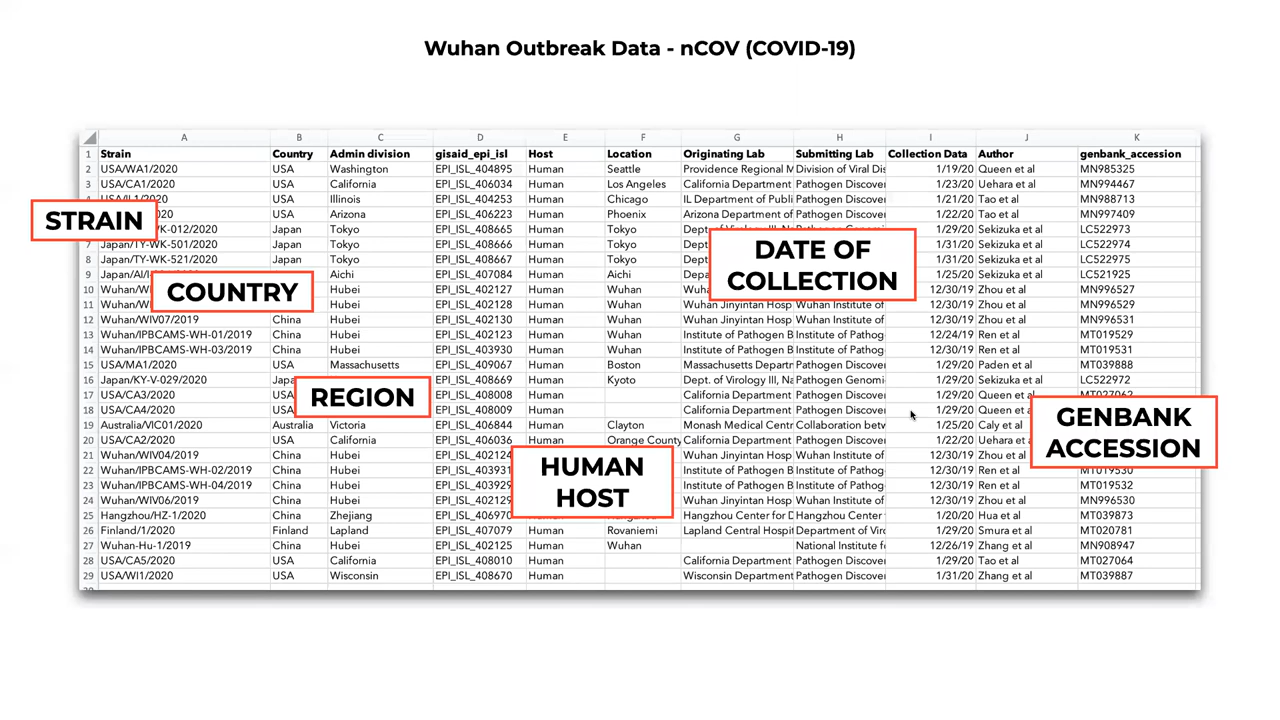 Wuhan Outbreak Data - nCOV (COVID-19)
A B C D E F G H I J K
1 Strain Country Admin division gisaid_epi_isl Host Location Originating Lab Submitting Lab Collection Data Author genbank_accession
2 USA/WA1/2020 USA Washington EPI_ISL_404895 Human Seattle Providence Regional M Division of Viral Dis 1/19/20 Queen et al MN985325
3 USA/CA1/2020 USA California EPI_ISL_406034 Human Los Angeles California Department Pathogen Discover 1/23/20 Uehara et al MN994467
USA/IL1/2020 USA Illinois EPI_ISL_404253 Human Chicago IL Department of Publi Pathogen Discover 1/21/20 Tao et al MN988713
020 USA Arizona EPI_ISL_406223 Human Phoenix Arizona Department of Pathogen Discover 1/22/20 Tao et al MN997409
STRAIN
WK-012/2020 Japan Tokyo EPI_ISL_408665 Human Tokyo Dept. 1/29/20 Sekizuka et al LC522973
7 Japan/TY-WK-501/2020 Japan Tokyo EPI_ISL_408666 Human Tokyo Dept 1/31/20 Sekizuka et al LC522974
8 Japan/TY-WK-521/2020 Japan Tokyo EPI_ISL_408667 Human Tokyo Dept 1/31/20 Sekizuka et al LC522975
DATE OF
COLLECTION
9 Japan/AI/I- Aichi EPI_ISL_407084 Human Aichi Depa 1/25/20 Sekizuka et al LC521925
10 Wuhan/W Hubei EPI_ISL_402127 Human Wuhan Wuha 12/30/19 Zhou et al MN996527
COUNTRY
11 Wuhan/W Hubei EPI_ISL_402128 Human Wuhan Wuhan Jinyintan Hosp Wuhan Institute of 12/30/19 Zhou et al MN996529
12 Wuhan/WIV07/2019 China Hubei EPI_ISL_402130 Human Wuhan Wuhan Jinyintan Hosp Wuhan Institute of 12/30/19 Zhou et al MN996531
13 Wuhan/IPBCAMS-WH-01/2019 China Hubei EPI_ISL_402123 Human Wuhan Institute of Pathogen B Institute of Pathog 12/24/19 Ren et al MT019529
14 Wuhan/IPBCAMS-WH-03/2019 China Hubei EPI_ISL_403930 Human Wuhan Institute of Pathogen B Institute of Pathog 12/30/19 Ren et al MT019531
15 USA/MA1/2020 USA Massachusetts EPI_ISL_409067 Human Boston Massachusetts Departn Pathogen Discover 1/29/20 Paden et al MT039888
16 Japan/KY-V-029/2020 Japa EPI_ISL_408669 Human Kyoto Dept. of Virology III, Na Pathogen Genomi 1/29/20 Sekizuka et al LC522972
REGION
17 USA/CA3/2020 USA EPI_ISL_408008 Human California Department Pathogen Discover 1/29/20 Queen et al MT027062
18 USA/CA4/2020 USA EPI_ISL_408009 Human California Department Pathogen Discover 1/29/20 Queen et a
GENBANK
ACCESSION
19 Australia/VIC01/2020 Australia Victoria EPI_ISL_406844 Human Clayton Monash Medical Centr Collaboration betw 1/25/20 Caly et al
20 USA/CA2/2020 USA California EPI_ISL_406036 Human Orange County California Department Pathogen Discover 1/22/20 Uehara et a
21 Wuhan/WIV04/2019 China Hubei EPI_ISL_402124 Wuhan Jinyintan Hosp Wuhan Institute of 12/30/19 Zhou et al
HUMAN
HOST
22 Wuhan/IPBCAMS-WH-02/2019 China Hubei EPI_ISL_403931 Institute of Pathogen B Institute of Pathog 12/30/19 Ren et al MT019530
23 Wuhan/IPBCAMS-WH-04/2019 China Hubei EPI_ISL_403929 Institute of Pathogen B Institute of Pathog 12/30/19 Ren et al MT019532
24 Wuhan/WIV06/2019 China Hubei EPI_ISL_402129 Wuhan Jinyintan Hosp Wuhan Institute of 12/30/19 Zhou et al MN996530
25 Hangzhou/HZ-1/2020 China Zhejiang EPI_ISL_406970 Hangzhou Center for D Hangzhou Center 1/20/20 Hua et al MT039873
26 Finland/1/2020 Finland Lapland EPI_ISL_407079 Human Rovaniemi Lapland Central Hospit Department of Viro 1/29/20 Smura et al MT020781
27 Wuhan-Hu-1/2019 China Hubei EPI_ISL_402125 Human Wuhan National Institute f 12/26/19 Zhang et al MN908947
28 USA/CA5/2020 USA California EPI_ISL_408010 Human California Department Pathogen Discover 1/29/20 Tao et al MT027064
29 USA/WI1/2020 USA Wisconsin EPI_ISL_408670 Human Wisconsin Department Pathogen Discover 1/31/20 Zhang et al MT039887